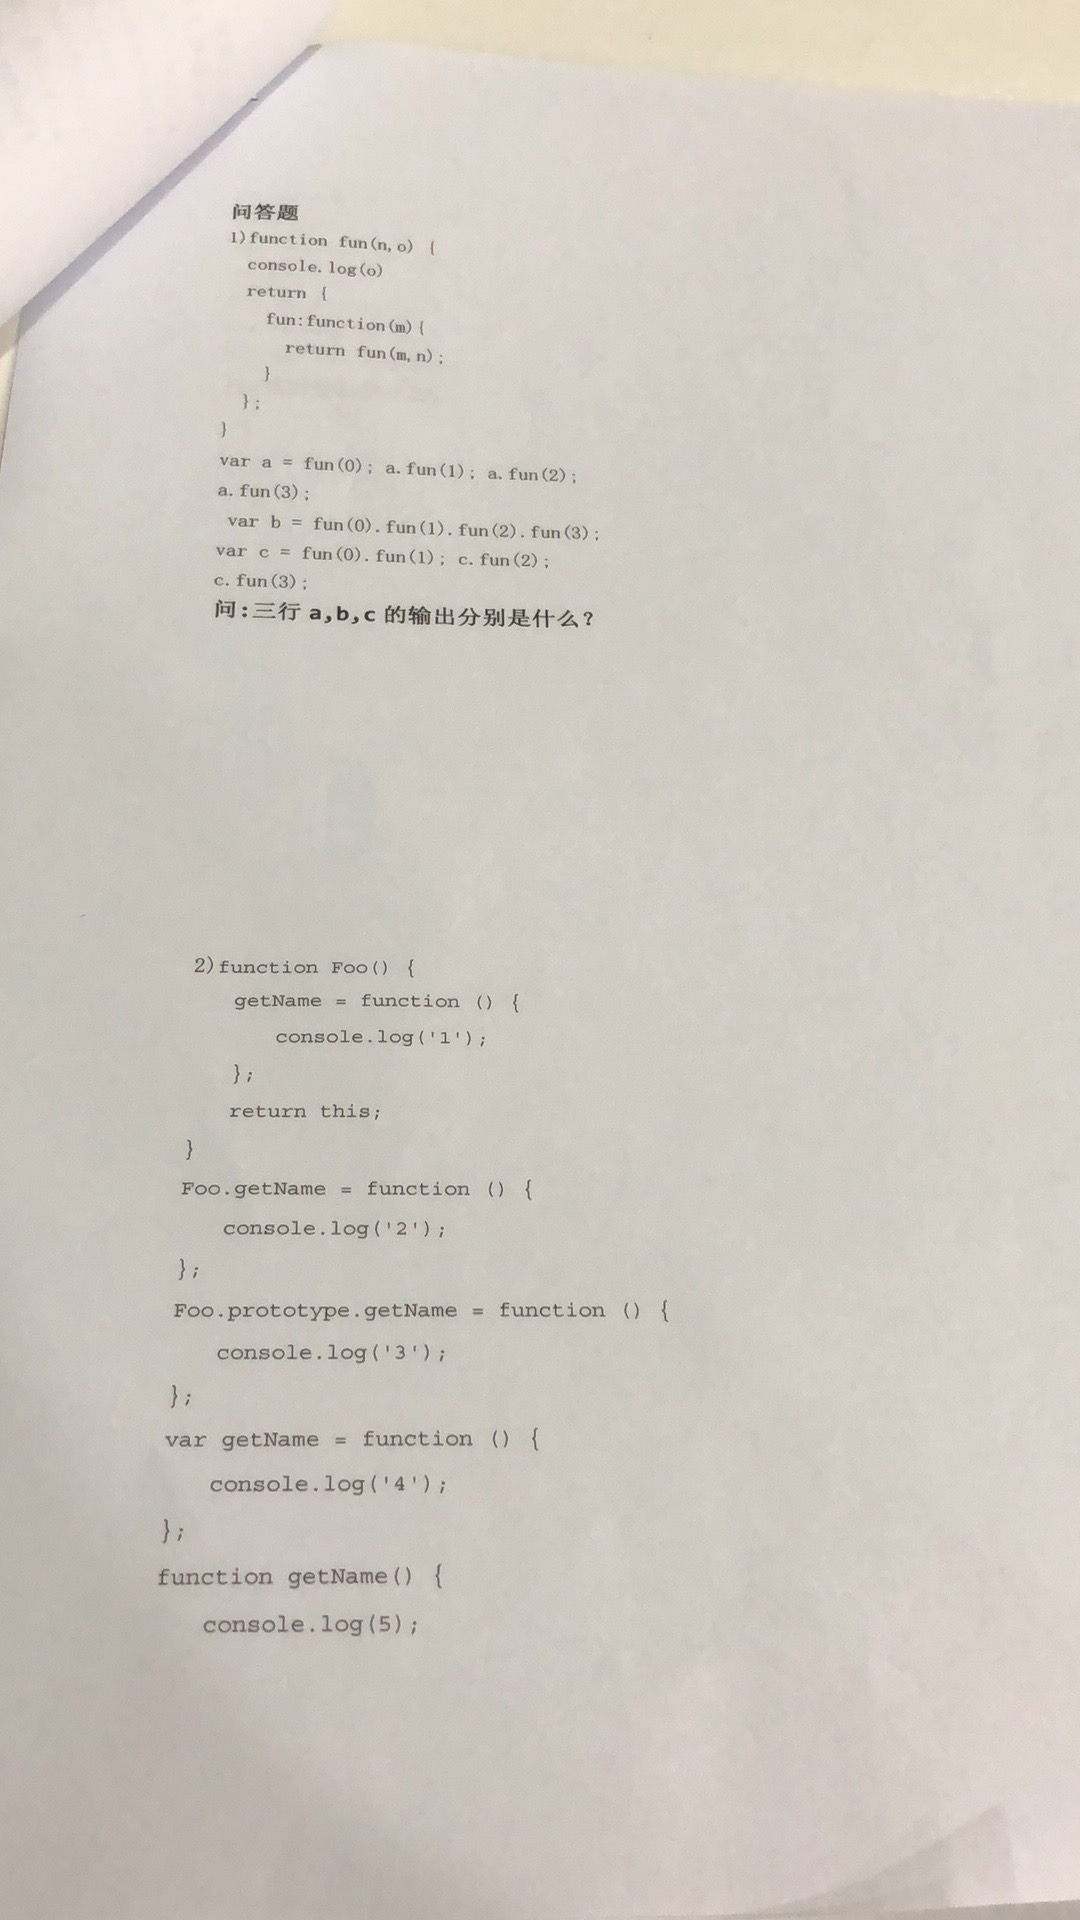 问答题
1)function fun(n,o) {
console.log(o)
return {
fun:function(m){
return fun(m,n);
}
};
}
var a = fun(0); a.fun(1); a.fun(2);
a.fun(3);
var b = fun(0).fun(1).fun(2).fun(3);
var c = fun(0).fun(1); c.fun(2);
c.fun(3);
问:三行 a,b,c 的输出分别是什么?
2)function Foo() {
getName = function () {
console.log('1');
};
return this;
}
Foo.getName = function () {
console.log('2');
};
Foo.prototype.getName = function () {
console.log('3');
};
var getName = function () {
console.log('4');
};
function getName() {
console.log(5);